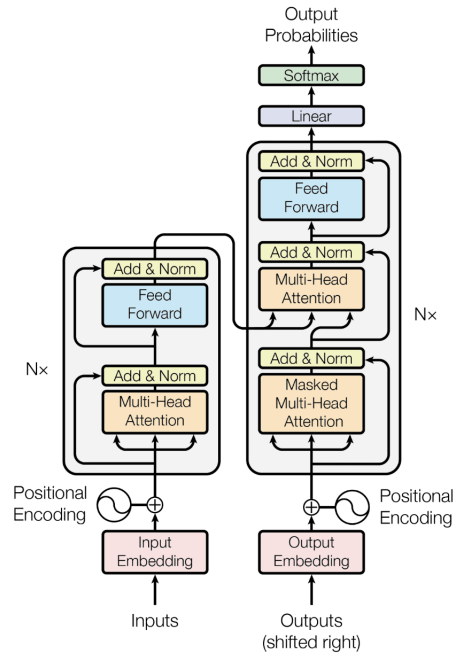 Output
Probabilities
Softmax
Linear
Add & Norm
Feed
Forward
Add & Norm
Multi-Head
Attention
Add & Norm
Masked
Multi-Head
Attention
N×
Positional
Encoding
Output
Embedding
Outputs
(shifted right)
Add & Norm
Feed
Forward
Add & Norm
Multi-Head
Attention
N×
Positional
Encoding
Input
Embedding
Inputs